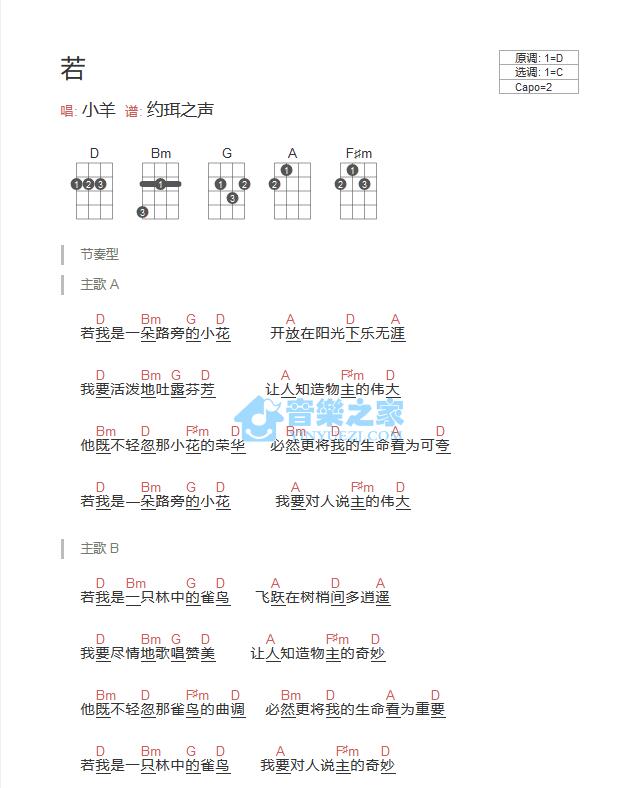 若
原调: 1=D
选调: 1=C
Capo=2
唱: 小羊 谱: 约珥之声
D Bm G A F♯m
1 2 3 1 3 1 2 3 1 2 1 2 3
节奏型
主歌 A
D Bm G D A D A
若我是一朵路旁的小花 开放在阳光下乐无涯
D Bm G D A F♯m D
我要活泼地吐露芬芳 让人知造物主的伟大
音樂之家
YINYUEZJ.COM
Bm D F♯m D Bm D A D
他既不轻忽那小花的荣华 必然更将我的生命看为可夸
D Bm G D A F♯m D
若我是一朵路旁的小花 我要对人说主的伟大
主歌 B
D Bm G D A D A
若我是一只林中的雀鸟 飞跃在树梢间多逍遥
D Bm G D A F♯m D
我要尽情地歌唱赞美 让人知造物主的奇妙
Bm D F♯m D Bm D A D
他既不轻忽那雀鸟的曲调 必然更将我的生命看为重要
D Bm G D A F♯m D
若我是一只林中的雀鸟 我要对人说主的奇妙